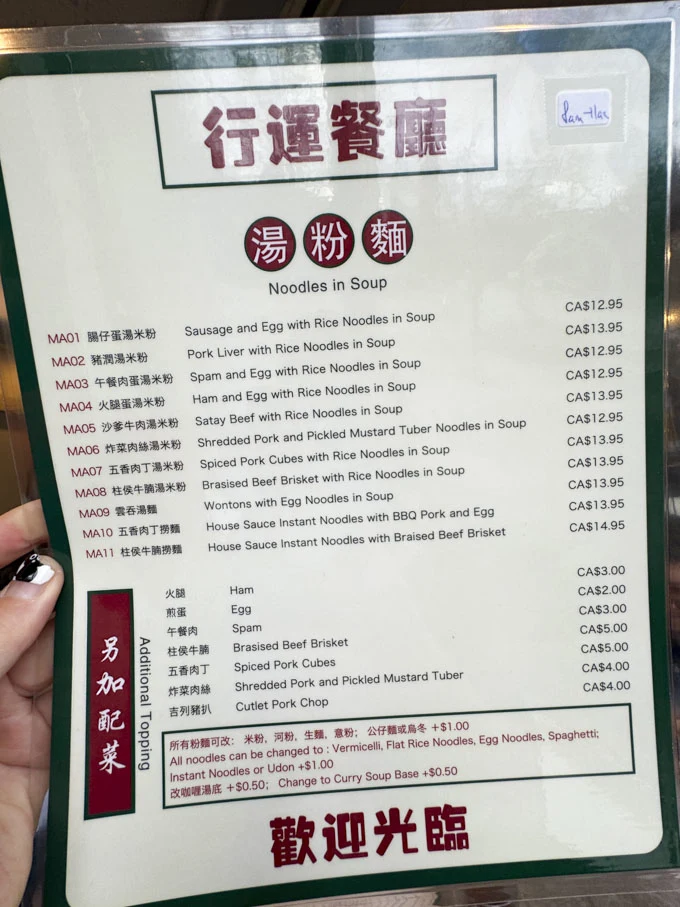 行運餐廳
湯粉麵
Noodles in Soup
MA01 腸仔蛋湯米粉 Sausage and Egg with Rice Noodles in Soup CA$12.95
MA02 豬潤湯米粉 Pork Liver with Rice Noodles in Soup CA$13.95
MA03 午餐肉蛋湯米粉 Spam and Egg with Rice Noodles in Soup CA$12.95
MA04 火腿蛋湯米粉 Ham and Egg with Rice Noodles in Soup CA$12.95
MA05 沙爹牛肉湯米粉 Satay Beef with Rice Noodles in Soup CA$13.95
MA06 炸菜肉絲湯米粉 Shredded Pork and Pickled Mustard Tuber Noodles in Soup CA$12.95
MA07 五香肉丁湯米粉 Spiced Pork Cubes with Rice Noodles in Soup CA$13.95
MA08 柱侯牛腩湯米粉 Brasised Beef Brisket with Rice Noodles in Soup CA$13.95
MA09 雲吞湯麵 Wontons with Egg Noodles in Soup CA$13.95
MA10 五香肉丁撈麵 House Sauce Instant Noodles with BBQ Pork and Egg CA$13.95
MA11 柱侯牛腩撈麵 House Sauce Instant Noodles with Braised Beef Brisket CA$14.95
另加配菜
Additional Topping
火腿 Ham CA$3.00
煎蛋 Egg CA$2.00
午餐肉 Spam CA$3.00
柱侯牛腩 Brasised Beef Brisket CA$5.00
五香肉丁 Spiced Pork Cubes CA$5.00
炸菜肉絲 Shredded Pork and Pickled Mustard Tuber CA$4.00
吉列豬扒 Cutlet Pork Chop CA$4.00
所有粉麵可改： 米粉，河粉，生麵，意粉； 公仔麵或烏冬 +$1.00
All noodles can be changed to : Vermicelli, Flat Rice Noodles, Egg Noodles, Spaghetti;
Instant Noodles or Udon +$1.00
改咖喱湯底 +$0.50； Change to Curry Soup Base +$0.50
歡迎光臨